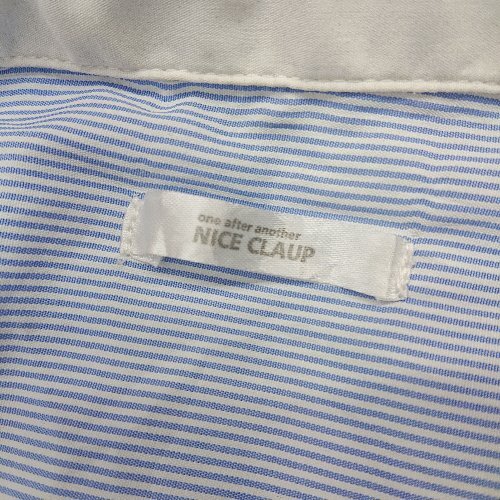 one after another
NICE CLAUP